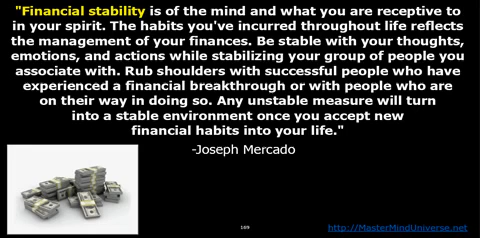 "Financial stability is of the mind and what you are receptive to
in your spirit. The habits you've incurred throughout life reflects
the management of your finances. Be stable with your thoughts,
emotions, and actions while stabilizing your group of people you
associate with. Rub shoulders with successful people who have
experienced a financial breakthrough or with people who are
on their way in doing so. Any unstable measure will turn
into a stable environment once you accept new
financial habits into your life."
-Joseph Mercado
169
http://MasterMindUniverse.net